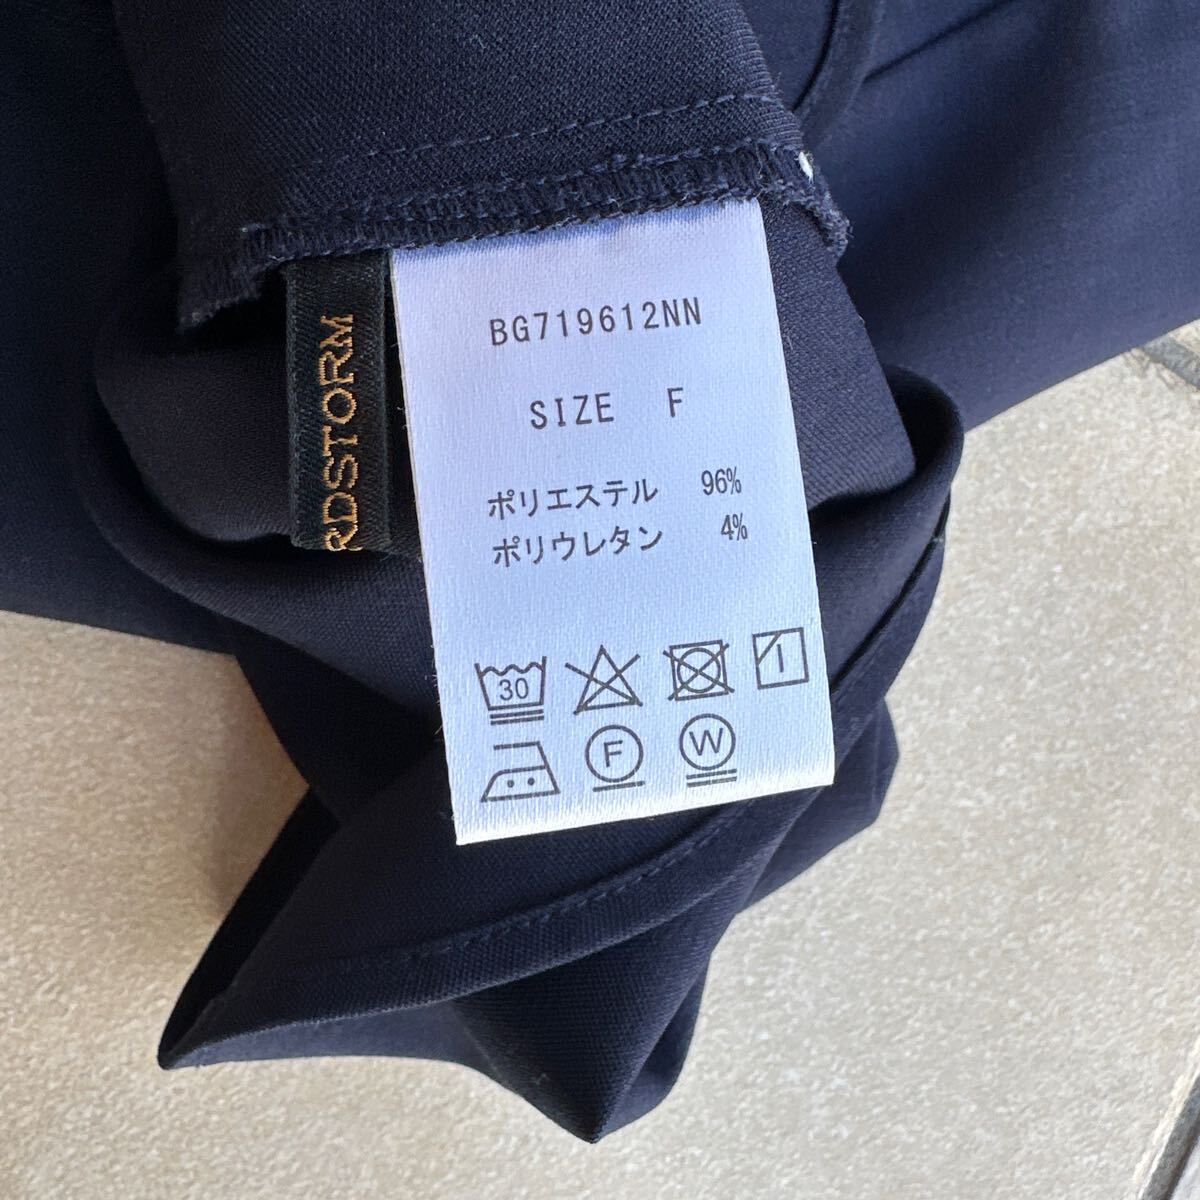 RDSTORM
BG719612NN
SIZE F
ポリエステル 96%
ポリウレタン 4%
30
F
W